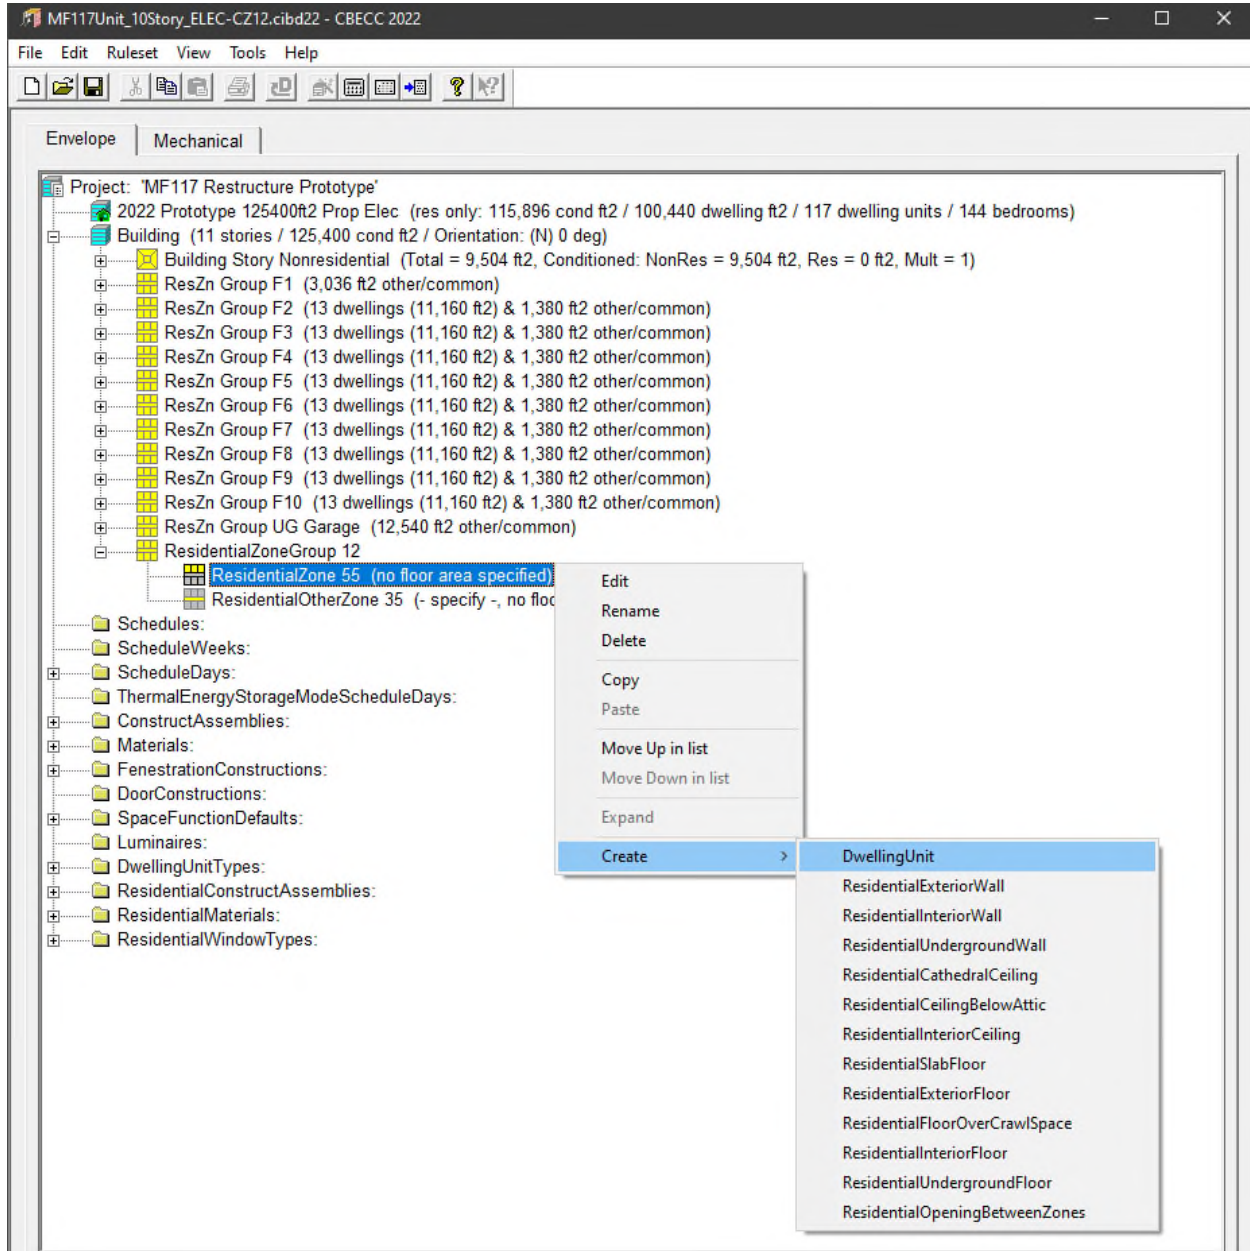 MF117Unit_10Story_ELEC-CZ12.cibd22 - CBECC 2022
File Edit Ruleset View Tools Help
Envelope Mechanical
Project: 'MF117 Restructure Prototype'
2022 Prototype 125400ft2 Prop Elec (res only: 115,896 cond ft2 / 100,440 dwelling ft2 / 117 dwelling units / 144 bedrooms)
Building (11 stories / 125,400 cond ft2 / Orientation: (N) 0 deg)
Building Story Nonresidential (Total = 9,504 ft2, Conditioned: NonRes = 9,504 ft2, Res = 0 ft2, Mult = 1)
ResZn Group F1 (3,036 ft2 other/common)
ResZn Group F2 (13 dwellings (11,160 ft2) & 1,380 ft2 other/common)
ResZn Group F3 (13 dwellings (11,160 ft2) & 1,380 ft2 other/common)
ResZn Group F4 (13 dwellings (11,160 ft2) & 1,380 ft2 other/common)
ResZn Group F5 (13 dwellings (11,160 ft2) & 1,380 ft2 other/common)
ResZn Group F6 (13 dwellings (11,160 ft2) & 1,380 ft2 other/common)
ResZn Group F7 (13 dwellings (11,160 ft2) & 1,380 ft2 other/common)
ResZn Group F8 (13 dwellings (11,160 ft2) & 1,380 ft2 other/common)
ResZn Group F9 (13 dwellings (11,160 ft2) & 1,380 ft2 other/common)
ResZn Group F10 (13 dwellings (11,160 ft2) & 1,380 ft2 other/common)
ResZn Group UG Garage (12,540 ft2 other/common)
ResidentialZoneGroup 12
ResidentialZone 55 (no floor area specified)
ResidentialOtherZone 35 (- specify -, no floo
Schedules:
ScheduleWeeks:
ScheduleDays:
ThermalEnergyStorageModeScheduleDays:
ConstructAssemblies:
Materials:
FenestrationConstructions:
DoorConstructions:
SpaceFunctionDefaults:
Luminaires:
DwellingUnitTypes:
ResidentialConstructAssemblies:
ResidentialMaterials:
ResidentialWindowTypes:
Edit
Rename
Delete
Copy
Paste
Move Up in list
Move Down in list
Expand
Create >
DwellingUnit
ResidentialExteriorWall
ResidentialInteriorWall
ResidentialUndergroundWall
ResidentialCathedralCeiling
ResidentialCeilingBelowAttic
ResidentialInteriorCeiling
ResidentialSlabFloor
ResidentialExteriorFloor
ResidentialFloorOverCrawlSpace
ResidentialInteriorFloor
ResidentialUndergroundFloor
ResidentialOpeningBetweenZones